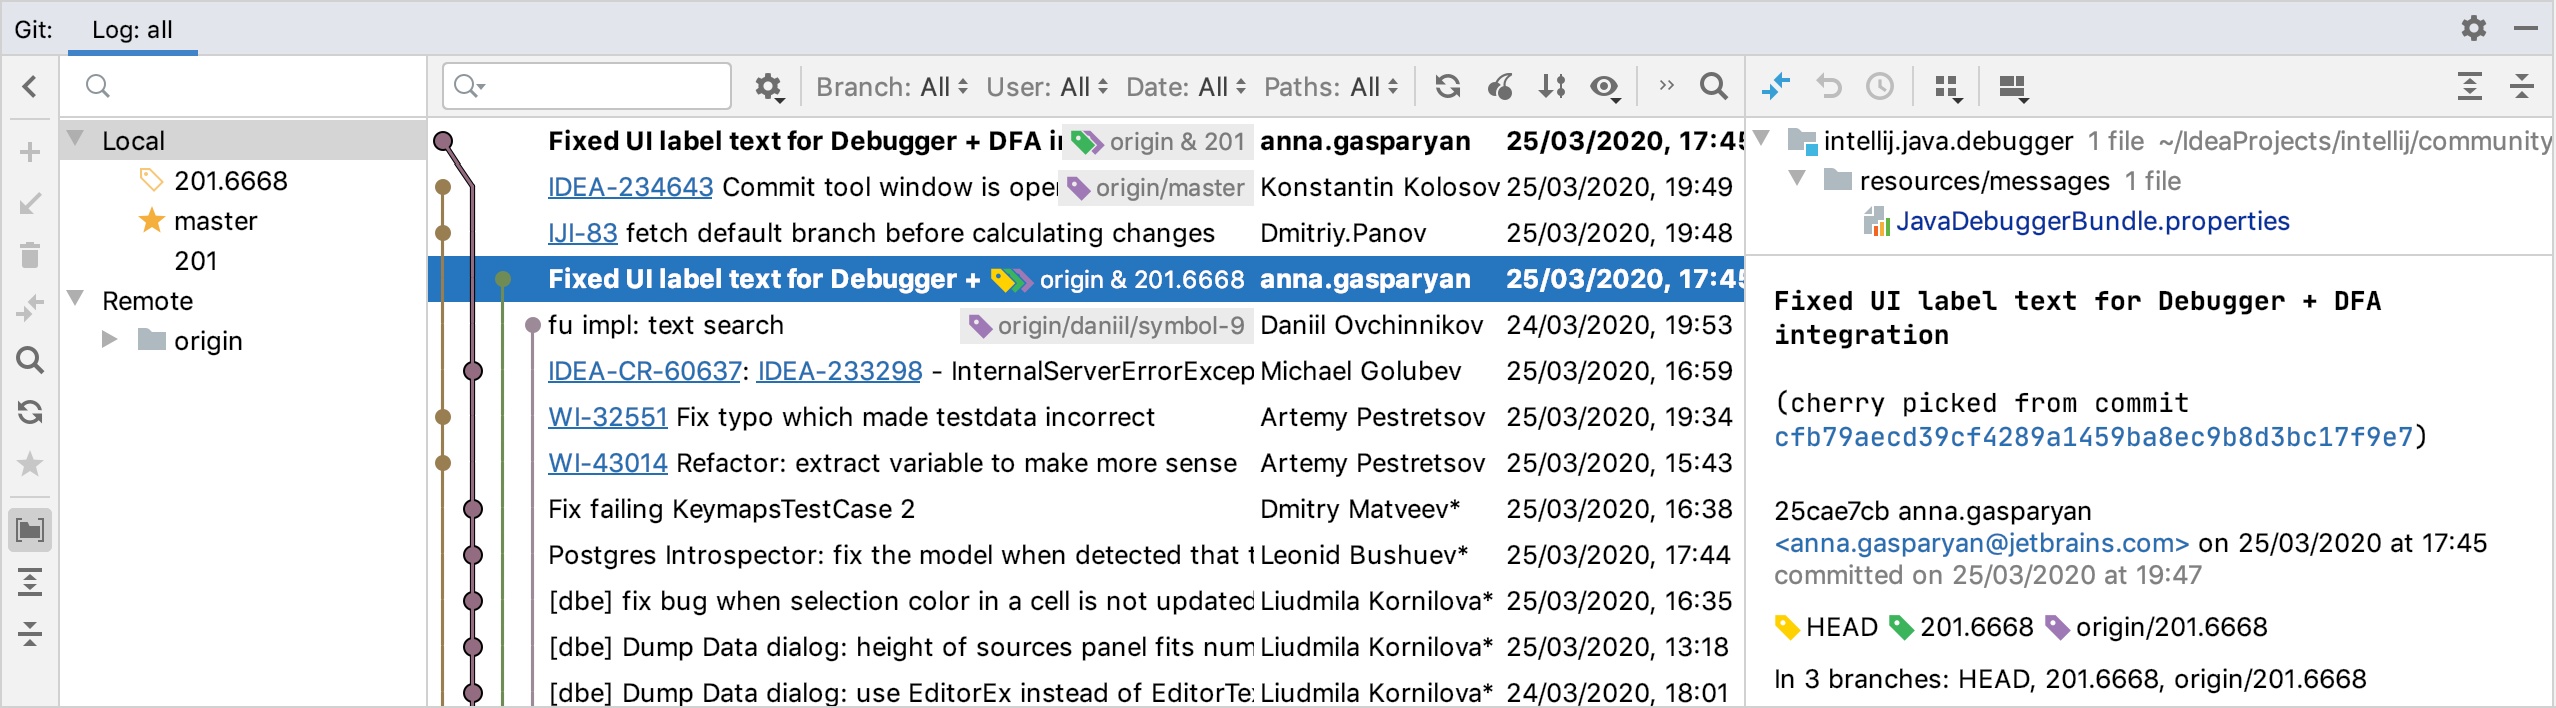 Git: Log: all
Branch: All User: All Date: All Paths: All
Local
201.6668
master
201
Remote
origin
Fixed UI label text for Debugger + DFA i origin & 201 anna.gasparyan 25/03/2020, 17:45
IDEA-234643 Commit tool window is oper origin/master Konstantin Kolosov 25/03/2020, 19:49
IJI-83 fetch default branch before calculating changes Dmitriy.Panov 25/03/2020, 19:48
Fixed UI label text for Debugger + origin & 201.6668 anna.gasparyan 25/03/2020, 17:45
fu impl: text search origin/daniil/symbol-9 Daniil Ovchinnikov 24/03/2020, 19:53
IDEA-CR-60637: IDEA-233298 - InternalServerErrorExcep Michael Golubev 25/03/2020, 16:59
WI-32551 Fix typo which made testdata incorrect Artemy Pestretsov 25/03/2020, 19:34
WI-43014 Refactor: extract variable to make more sense Artemy Pestretsov 25/03/2020, 15:43
Fix failing KeymapsTestCase 2 Dmitry Matveev* 25/03/2020, 16:38
Postgres Introspector: fix the model when detected that t Leonid Bushuev* 25/03/2020, 17:44
[dbe] fix bug when selection color in a cell is not updated Liudmila Kornilova* 25/03/2020, 16:35
[dbe] Dump Data dialog: height of sources panel fits num Liudmila Kornilova* 25/03/2020, 13:18
[dbe] Dump Data dialog: use EditorEx instead of EditorTe Liudmila Kornilova* 24/03/2020, 18:01
intellij.java.debugger 1 file ~/IdeaProjects/intellij/community
resources/messages 1 file
JavaDebuggerBundle.properties
Fixed UI label text for Debugger + DFA
integration
(cherry picked from commit
cfb79aecd39cf4289a1459ba8ec9b8d3bc17f9e7)
25cae7cb anna.gasparyan
<anna.gasparyan@jetbrains.com> on 25/03/2020 at 17:45
committed on 25/03/2020 at 19:47
HEAD 201.6668 origin/201.6668
In 3 branches: HEAD, 201.6668, origin/201.6668